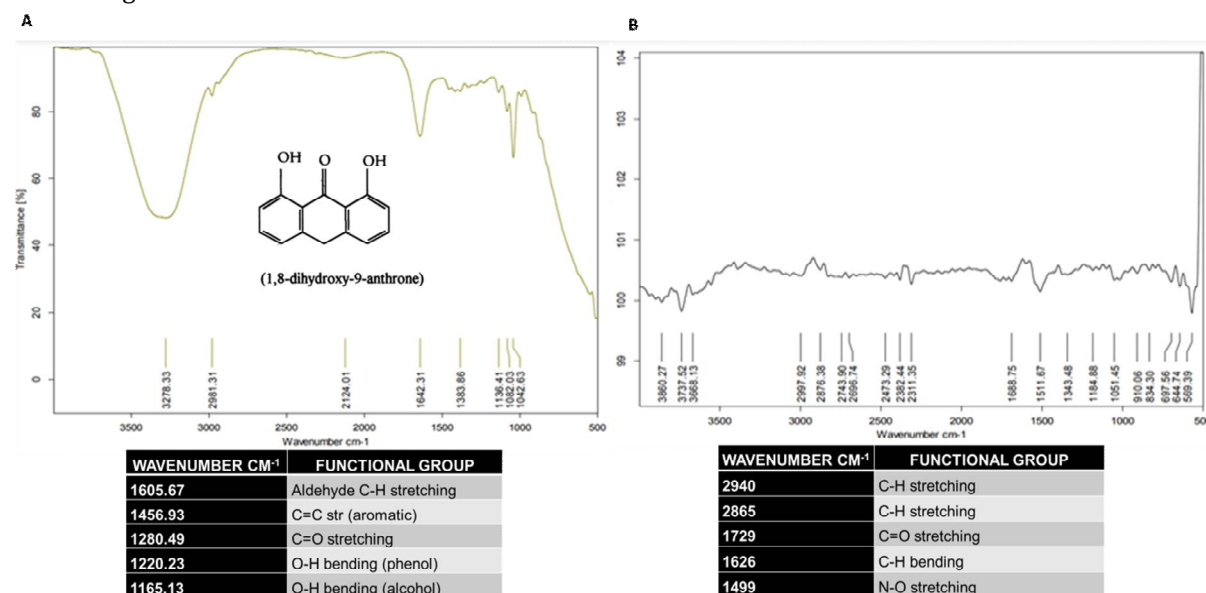 A
Transmittance [%]
80
60
40
20
0
OH O OH
(1,8-dihydroxy-9-anthrone)
3278.33
2981.31
2124.01
1642.31
1383.86
1136.41
1082.03
1042.63
3500 3000 2500 2000 1500 1000 500
Wavenumber cm-1
WAVENUMBER CM-1 FUNCTIONAL GROUP
1605.67 Aldehyde C-H stretching
1456.93 C=C str (aromatic)
1280.49 C=O stretching
1220.23 O-H bending (phenol)
1165.13 O-H bending (alcohol)
B
104
103
102
101
100
99
3860.27
3737.52
3668.13
2997.92
2876.38
2743.90
2696.74
2473.29
2382.44
2311.35
1688.75
1511.67
1343.48
1184.88
1051.45
910.06
834.30
697.56
644.74
569.39
3500 3000 2500 2000 1500 1000 50
Wavenumber cm-1
WAVENUMBER CM-1 FUNCTIONAL GROUP
2940 C-H stretching
2865 C-H stretching
1729 C=O stretching
1626 C-H bending
1499 N-O stretching